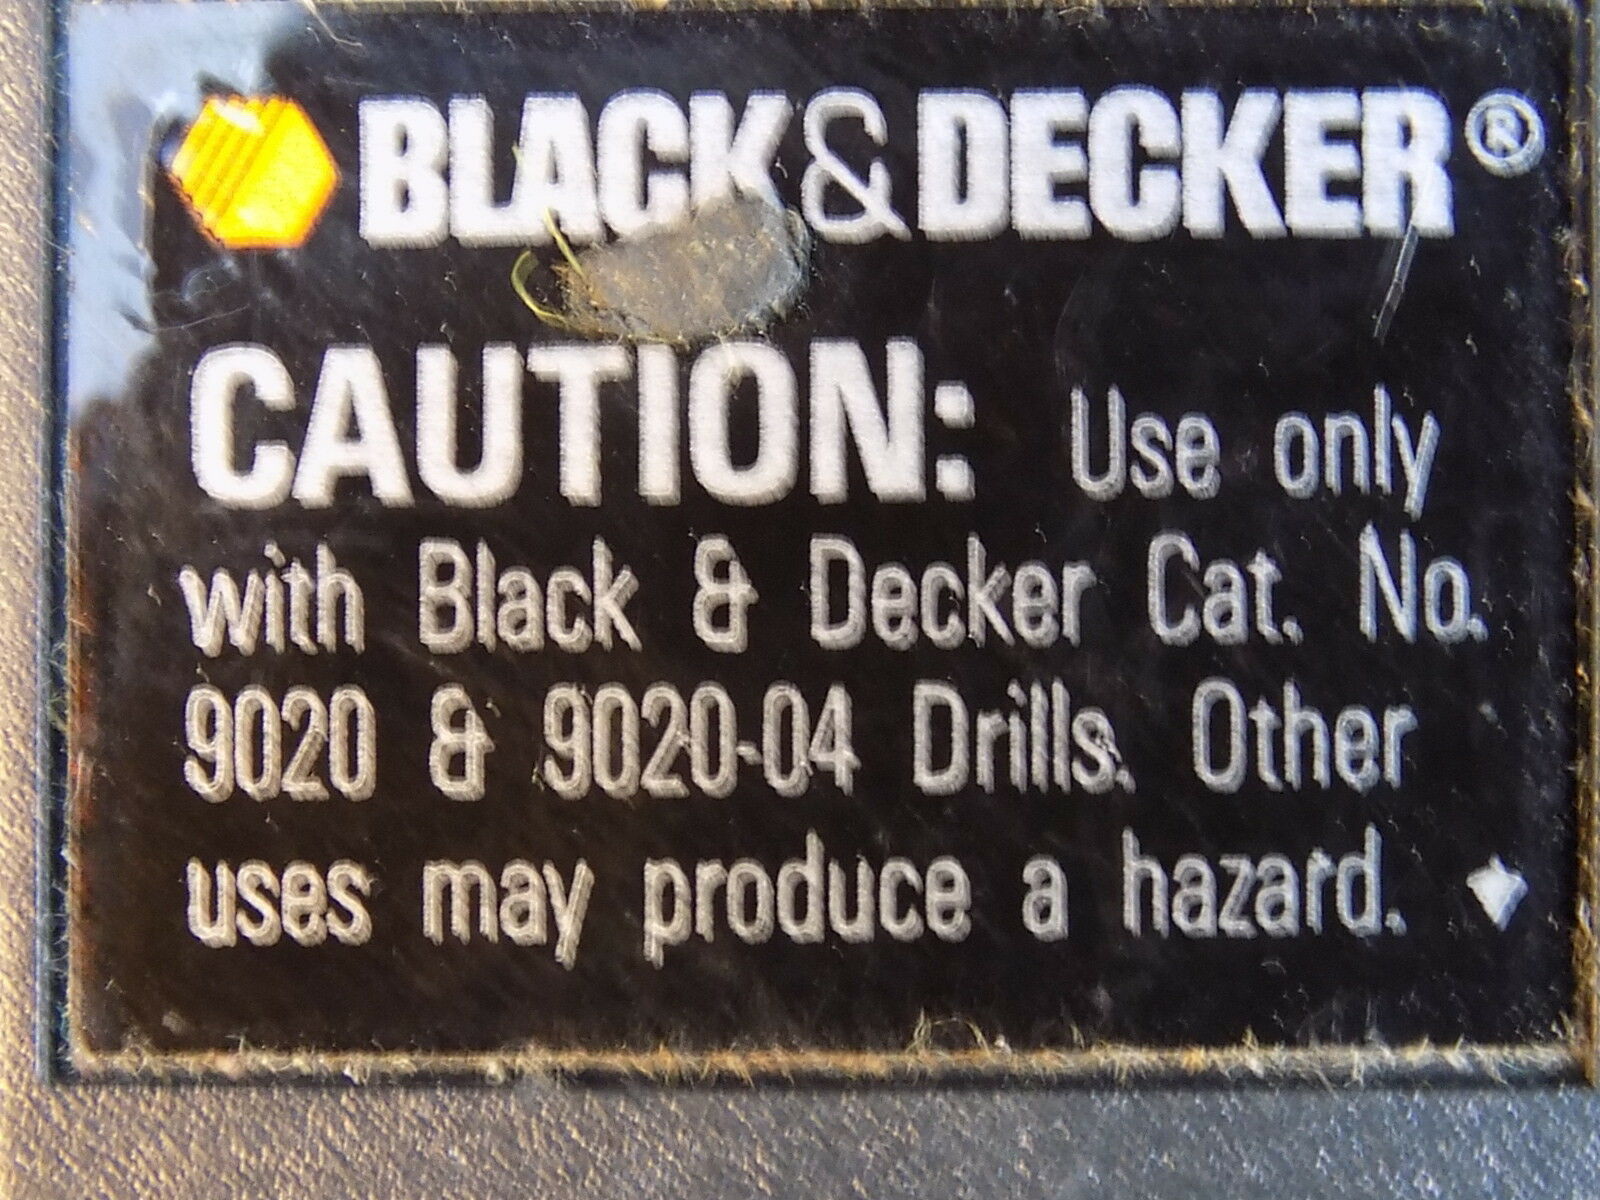 BLACK&DECKER®
CAUTION: Use only
with Black & Decker Cat. No.
9020 & 9020-04 Drills. Other
uses may produce a hazard.